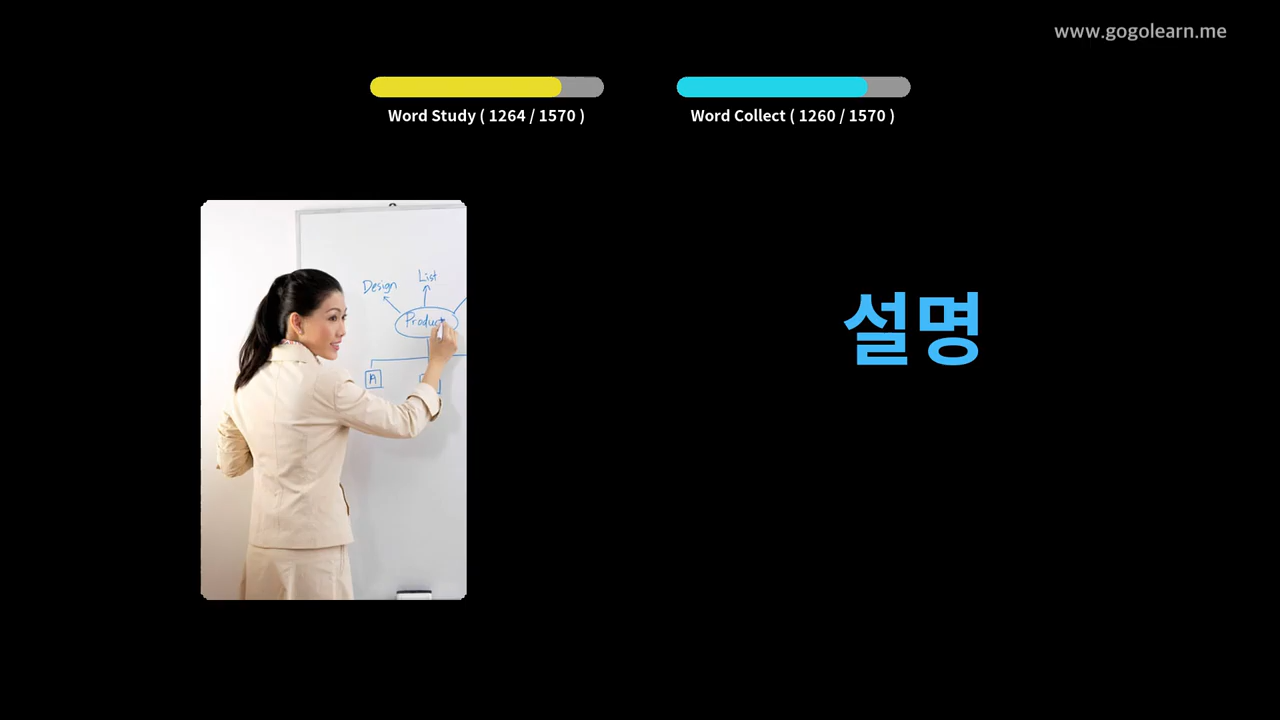 www.gogolearn.me
Word Study ( 1264 / 1570 )
Word Collect ( 1260 / 1570 )
설명
List
Design
Product
A